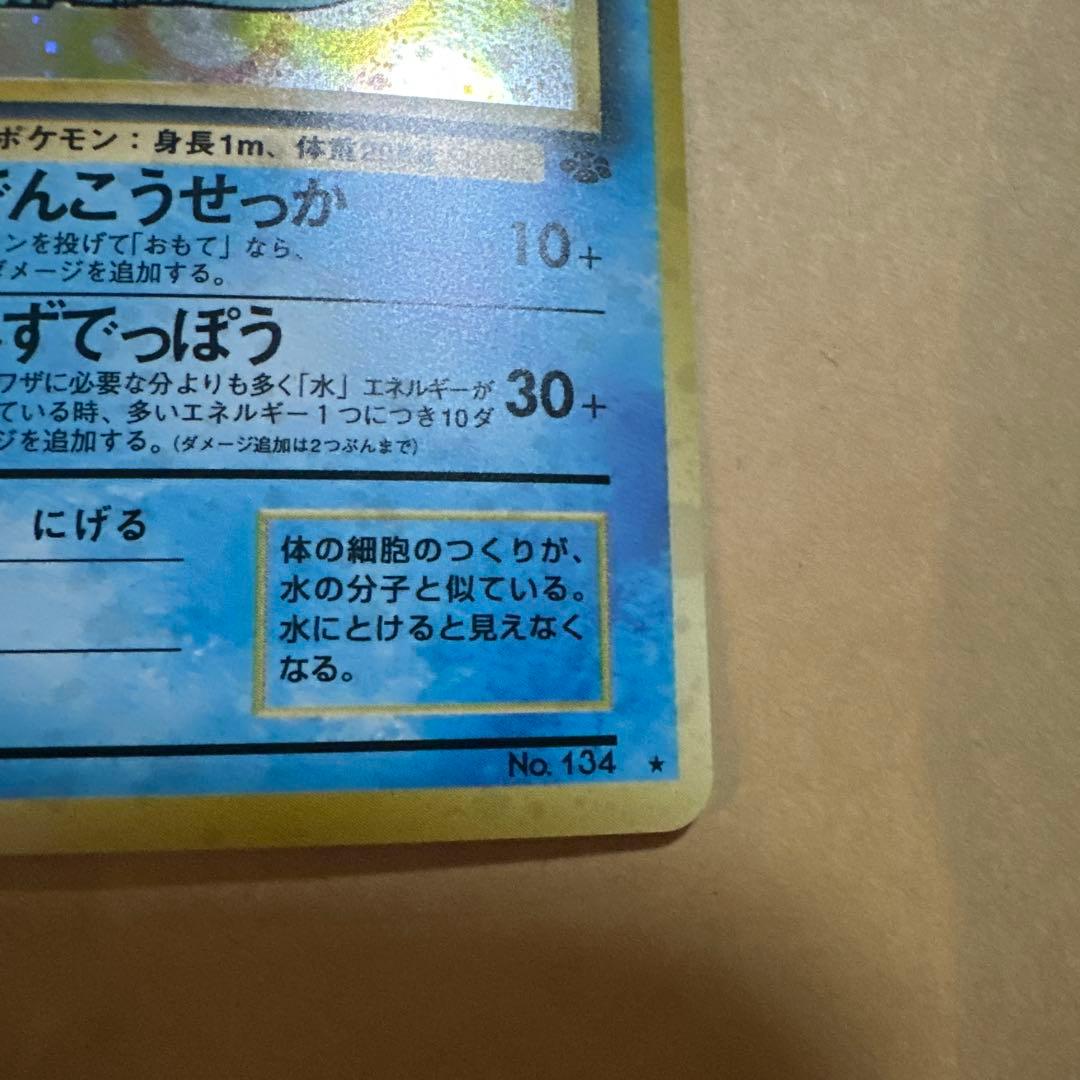 ポケモン：身長1m、体重29kg
でんこうせっか
ンを投げて「おもて」なら、
ダメージを追加する。
10+
ずでっぽう
ワザに必要な分よりも多く「水」エネルギーが
ている時、多いエネルギー1つにつき10ダ
ジを追加する。(ダメージ追加は2つぶんまで)
30+
にげる
体の細胞のつくりが、
水の分子と似ている。
水にとけると見えなく
なる。
No. 134 ★